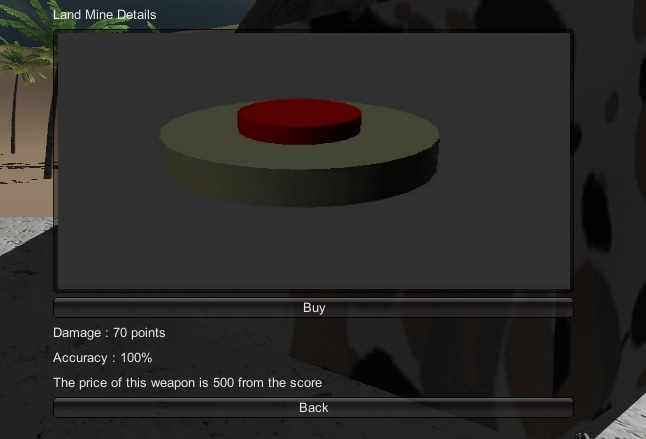 Land Mine Details
Buy
Damage : 70 points
Accuracy : 100%
The price of this weapon is 500 from the score
Back